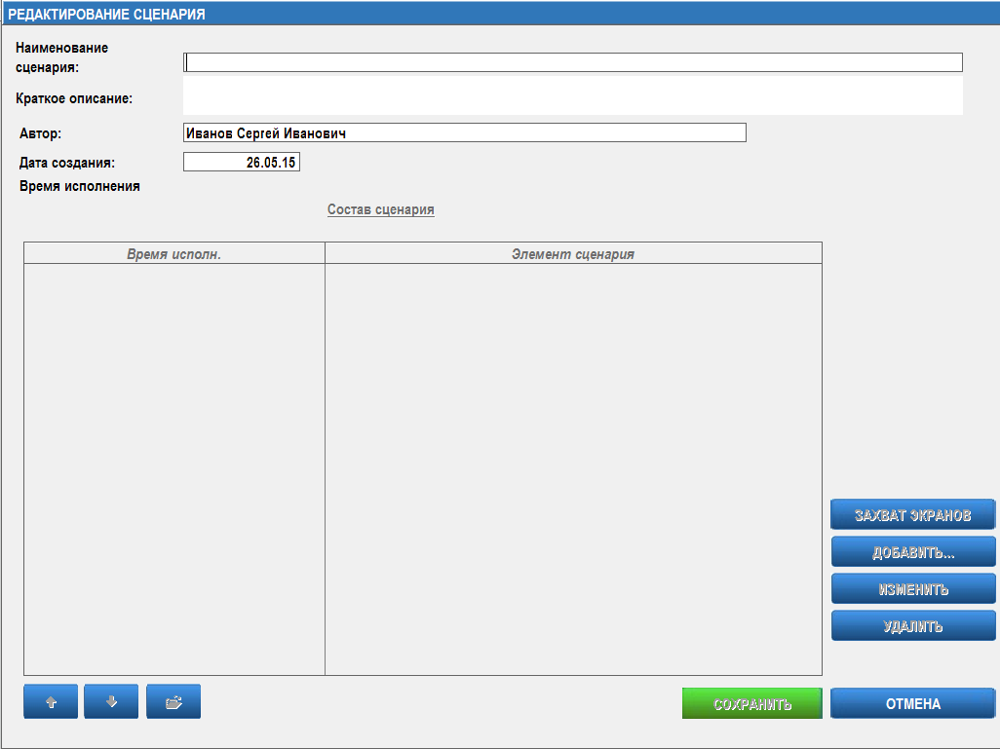 РЕДАКТИРОВАНИЕ СЦЕНАРИЯ
Наименование
сценария:
Краткое описание:
Автор: Иванов Сергей Иванович
Дата создания: 26.05.15
Время исполнения
Состав сценария
Время исполн. Элемент сценария
ЗАХВАТ ЭКРАНОВ
ДОБАВИТЬ...
ИЗМЕНИТЬ
УДАЛИТЬ
СОХРАНИТЬ ОТМЕНА